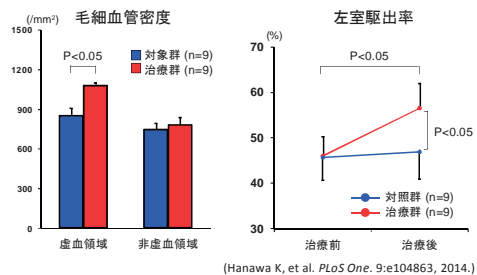 毛細血管密度
(/mm²)
1500
1200
900
600
300
0
P<0.05
対象群 (n=9)
治療群 (n=9)
虚血領域
非虚血領域
左室駆出率
(%)
70
60
50
40
30
P<0.05
P<0.05
対照群 (n=9)
治療群 (n=9)
治療前
治療後
(Hanawa K, et al. PLoS One. 9:e104863, 2014.)